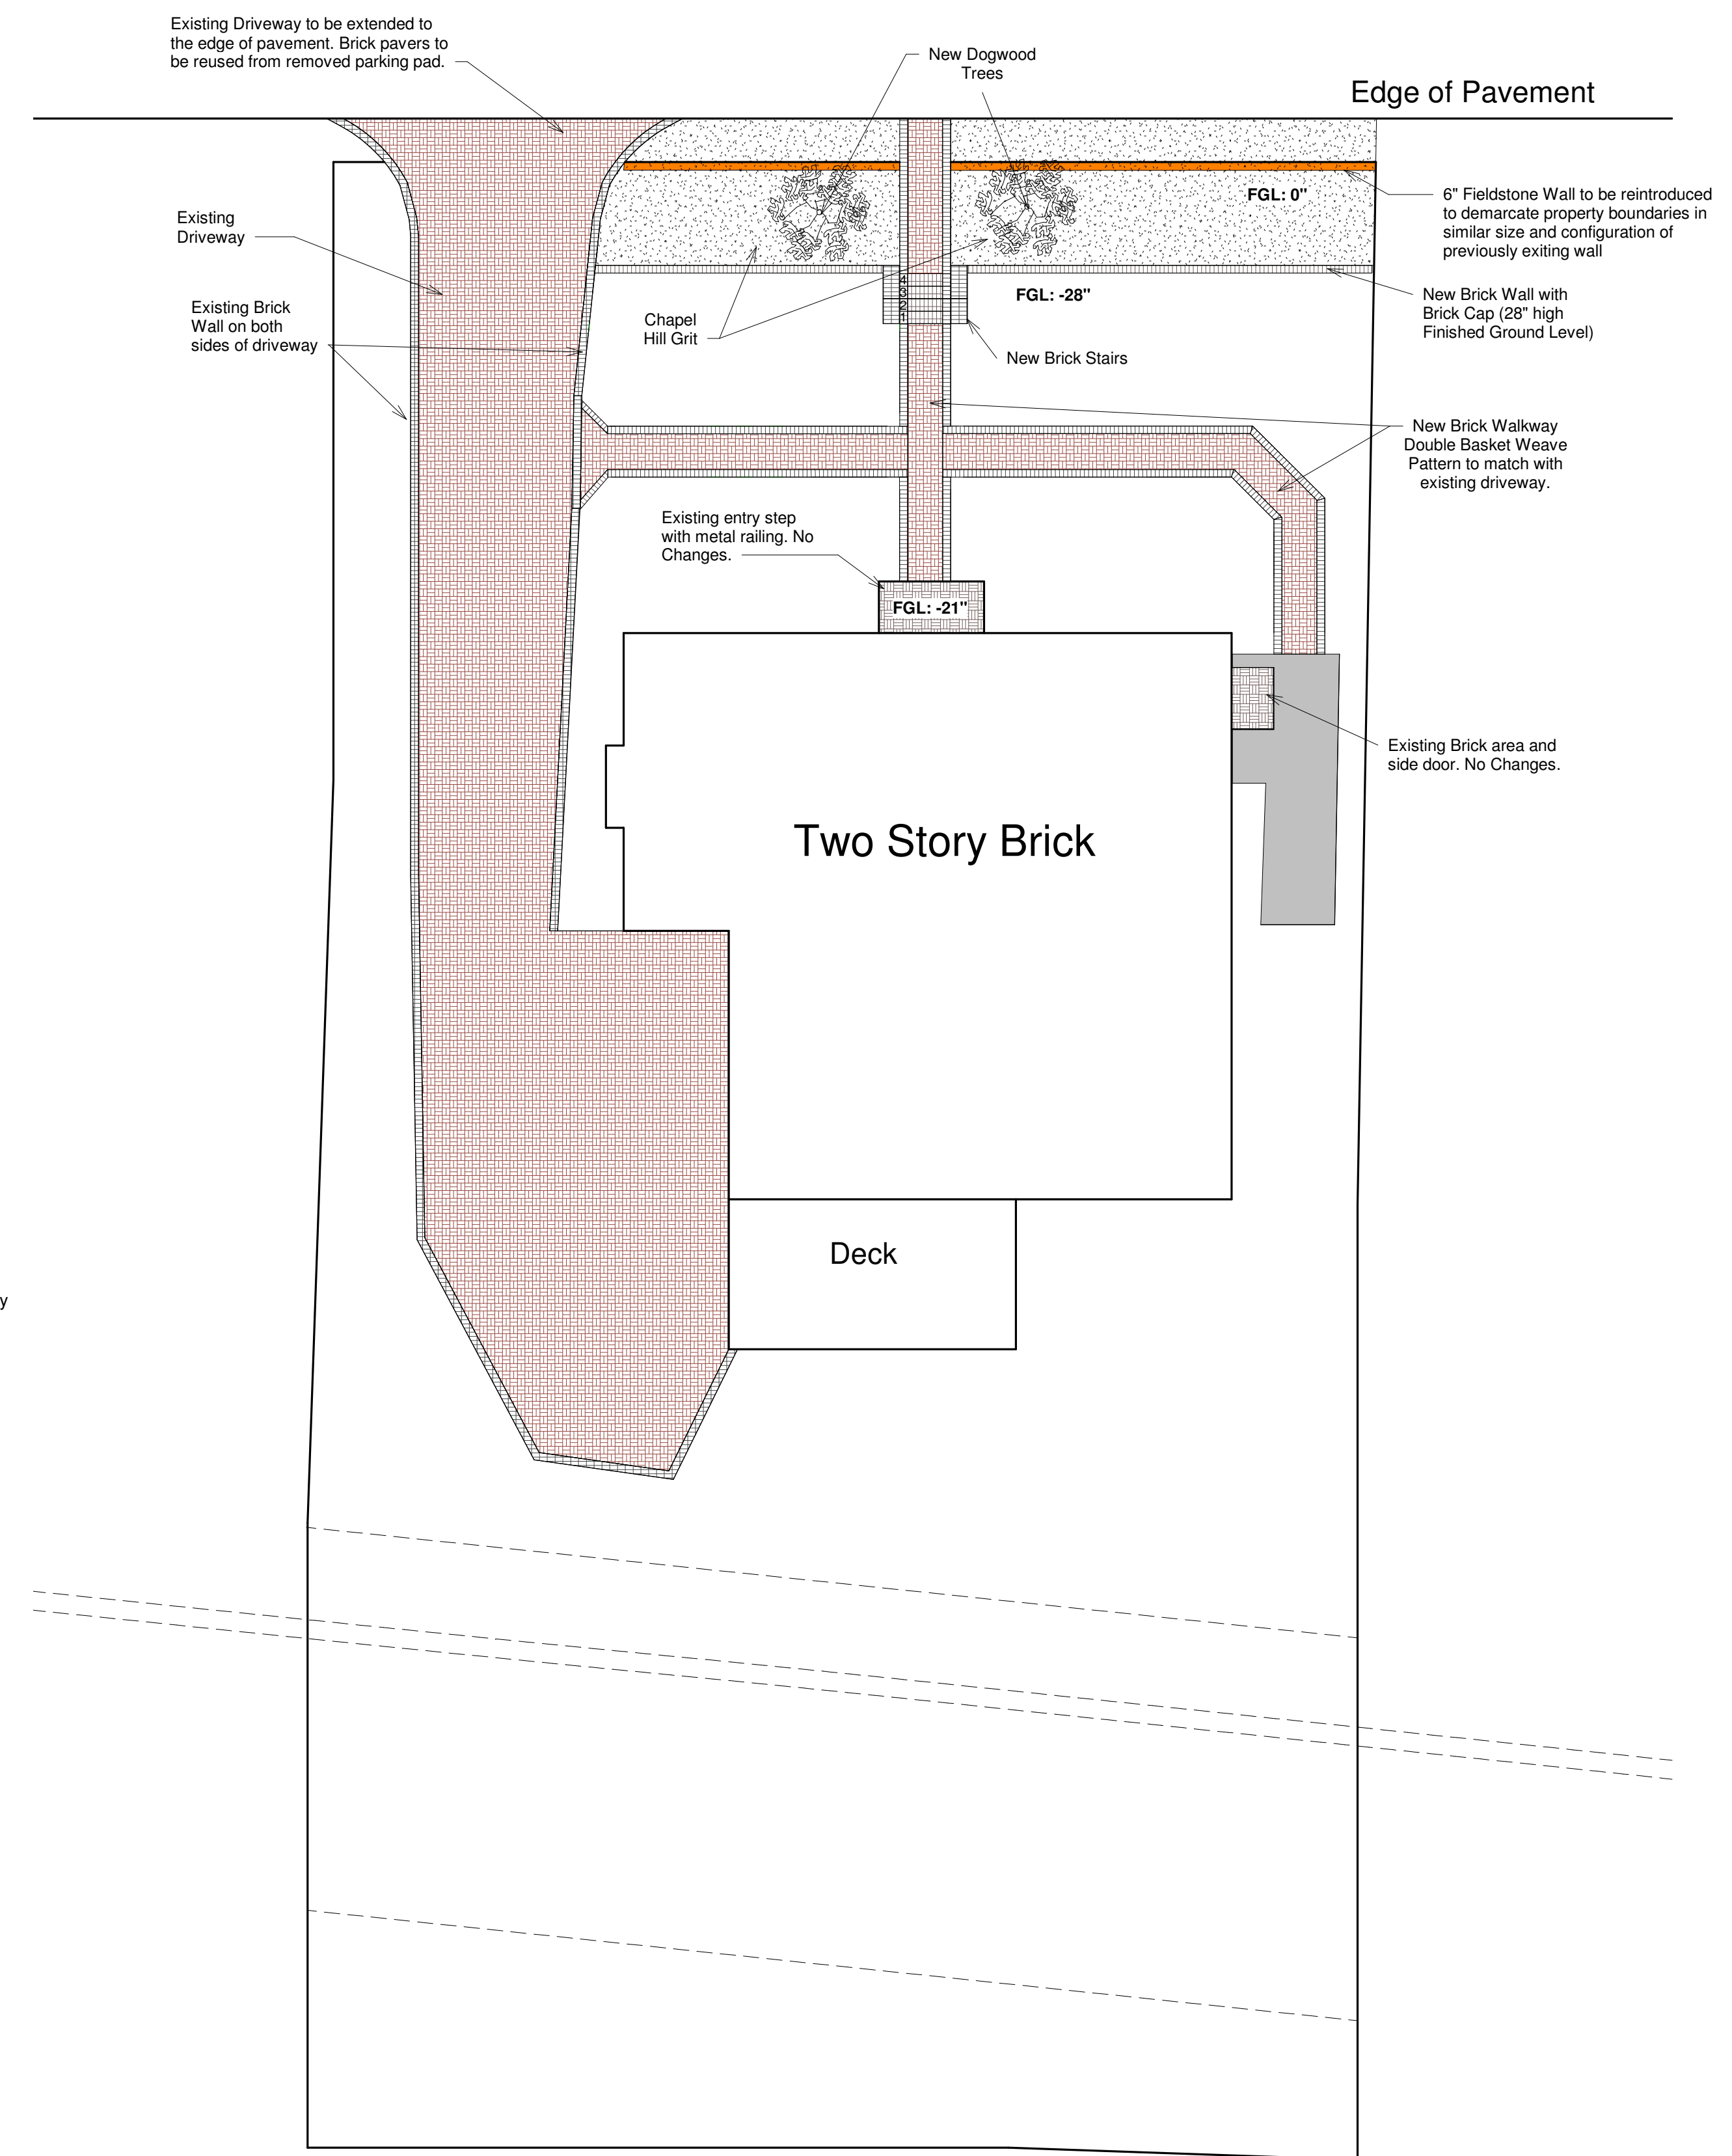 Existing Driveway to be extended to
the edge of pavement. Brick pavers to
be reused from removed parking pad.
New Dogwood
Trees
Edge of Pavement
6" Fieldstone Wall to be reintroduced
to demarcate property boundaries in
similar size and configuration of
previously exiting wall
FGL: 0"
Existing
Driveway
FGL: -28"
New Brick Wall with
Brick Cap (28" high
Finished Ground Level)
Existing Brick
Wall on both
sides of driveway
Chapel
Hill Grit
4
3
2
1
New Brick Stairs
New Brick Walkway
Double Basket Weave
Pattern to match with
existing driveway.
Existing entry step
with metal railing. No
Changes.
FGL: -21"
Existing Brick area and
side door. No Changes.
Two Story Brick
Deck
y